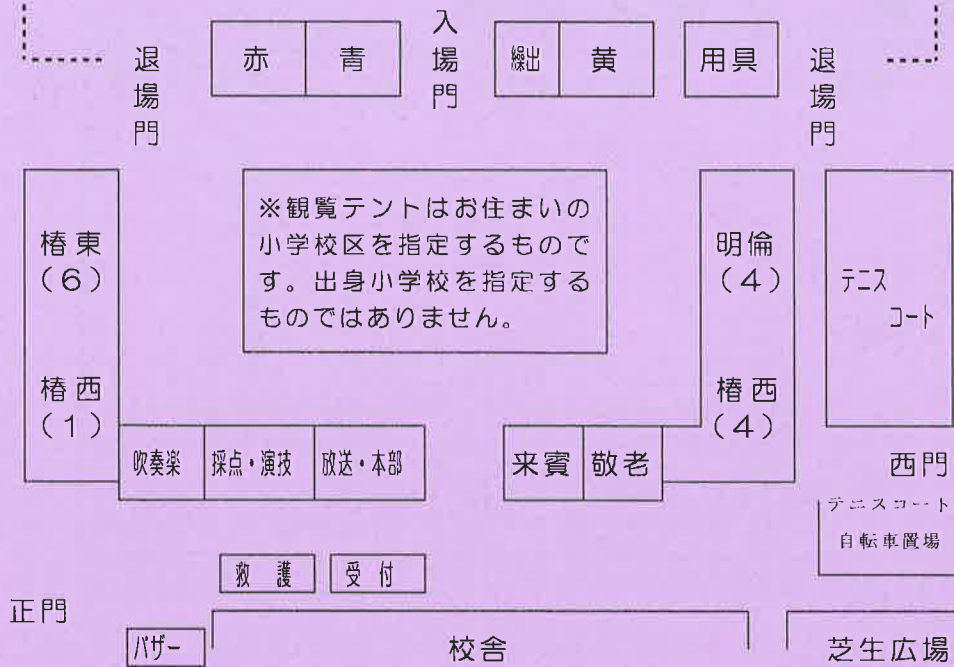 退場門
赤
青
入場門
繰出
黄
用具
退場門
椿東
(6)
椿西
(1)
※観覧テントはお住まいの
小学校区を指定するもので
す。出身小学校を指定する
ものではありません。
明倫
(4)
椿西
(4)
テニス
コート
吹奏楽
採点・演技
放送・本部
来賓
敬老
西門
テニスコート
自転車置場
救護
受付
正門
バザー
校舎
芝生広場